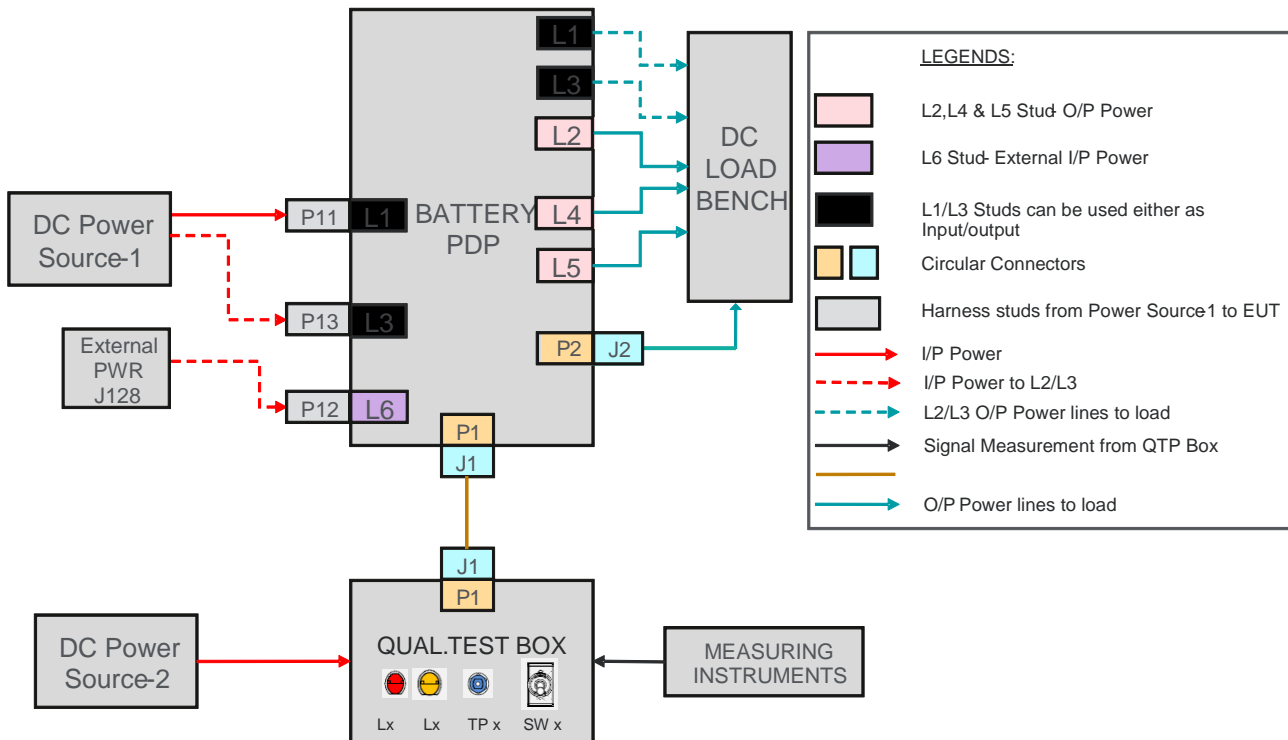 L1
L3
L2
L4
L5
BATTERY
PDP
P11 L1
P13 L3
P12 L6
P2 J2
P1
J1
DC Power
Source-1
External
PWR
J128
DC
LOAD
BENCH
J1
P1
QUAL.TEST BOX
Lx Lx TP x SW x
DC Power
Source-2
MEASURING
INSTRUMENTS
LEGENDS:
L2,L4 & L5 Stud- O/P Power
L6 Stud- External I/P Power
L1/L3 Studs can be used either as
Input/output
Circular Connectors
Harness studs from Power Source-1 to EUT
I/P Power
I/P Power to L2/L3
L2/L3 O/P Power lines to load
Signal Measurement from QTP Box
O/P Power lines to load